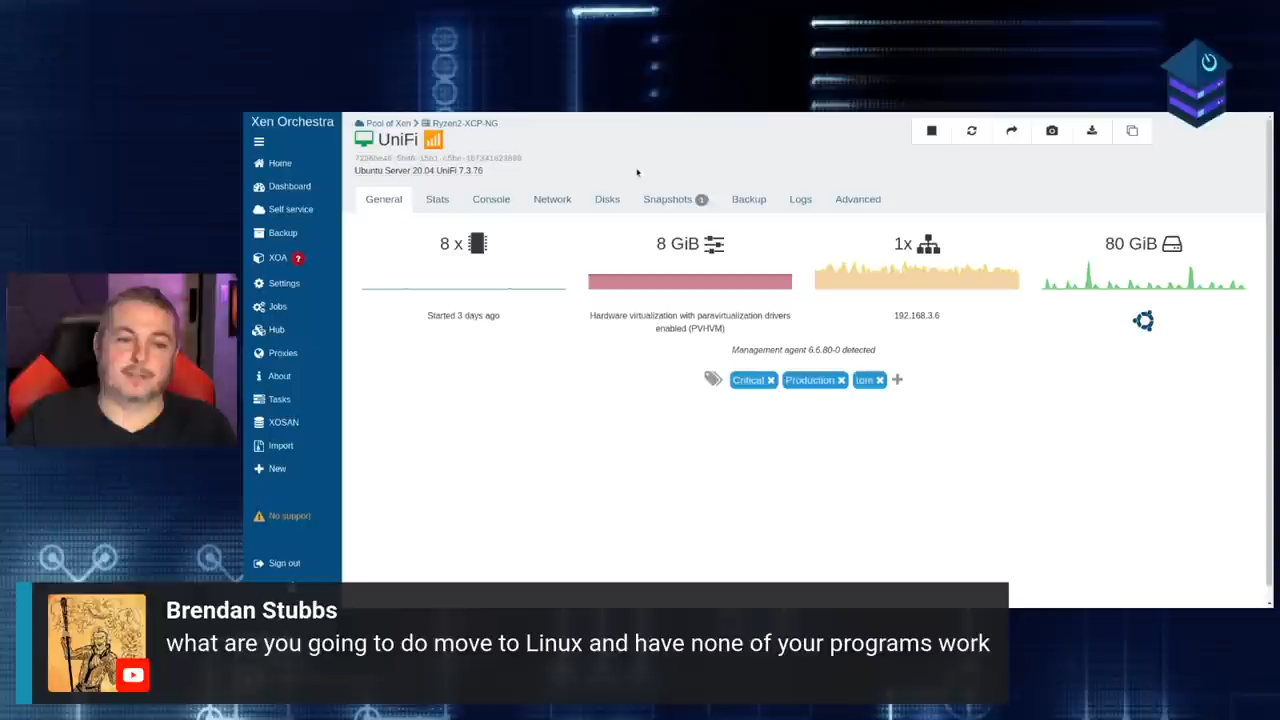 Xen Orchestra
Pool of Xen > Ryzen2-XCP-NG
UniFi
Ubuntu Server 20.04 UniFi 7.3.76
General Stats Console Network Disks Snapshots 1 Backup Logs Advanced
Home
Dashboard
Self service
Backup
XOA ?
Settings
Jobs
Hub
Proxies
About
Tasks
XOSAN
Import
New
No support
Sign out
8 x
8 GiB
1x
80 GiB
Started 3 days ago
Hardware virtualization with paravirtualization drivers
enabled (PVHVM)
192.168.3.6
Management agent 6.6.80-0 detected
Critical Production tom
Brendan Stubbs
what are you going to do move to Linux and have none of your programs work